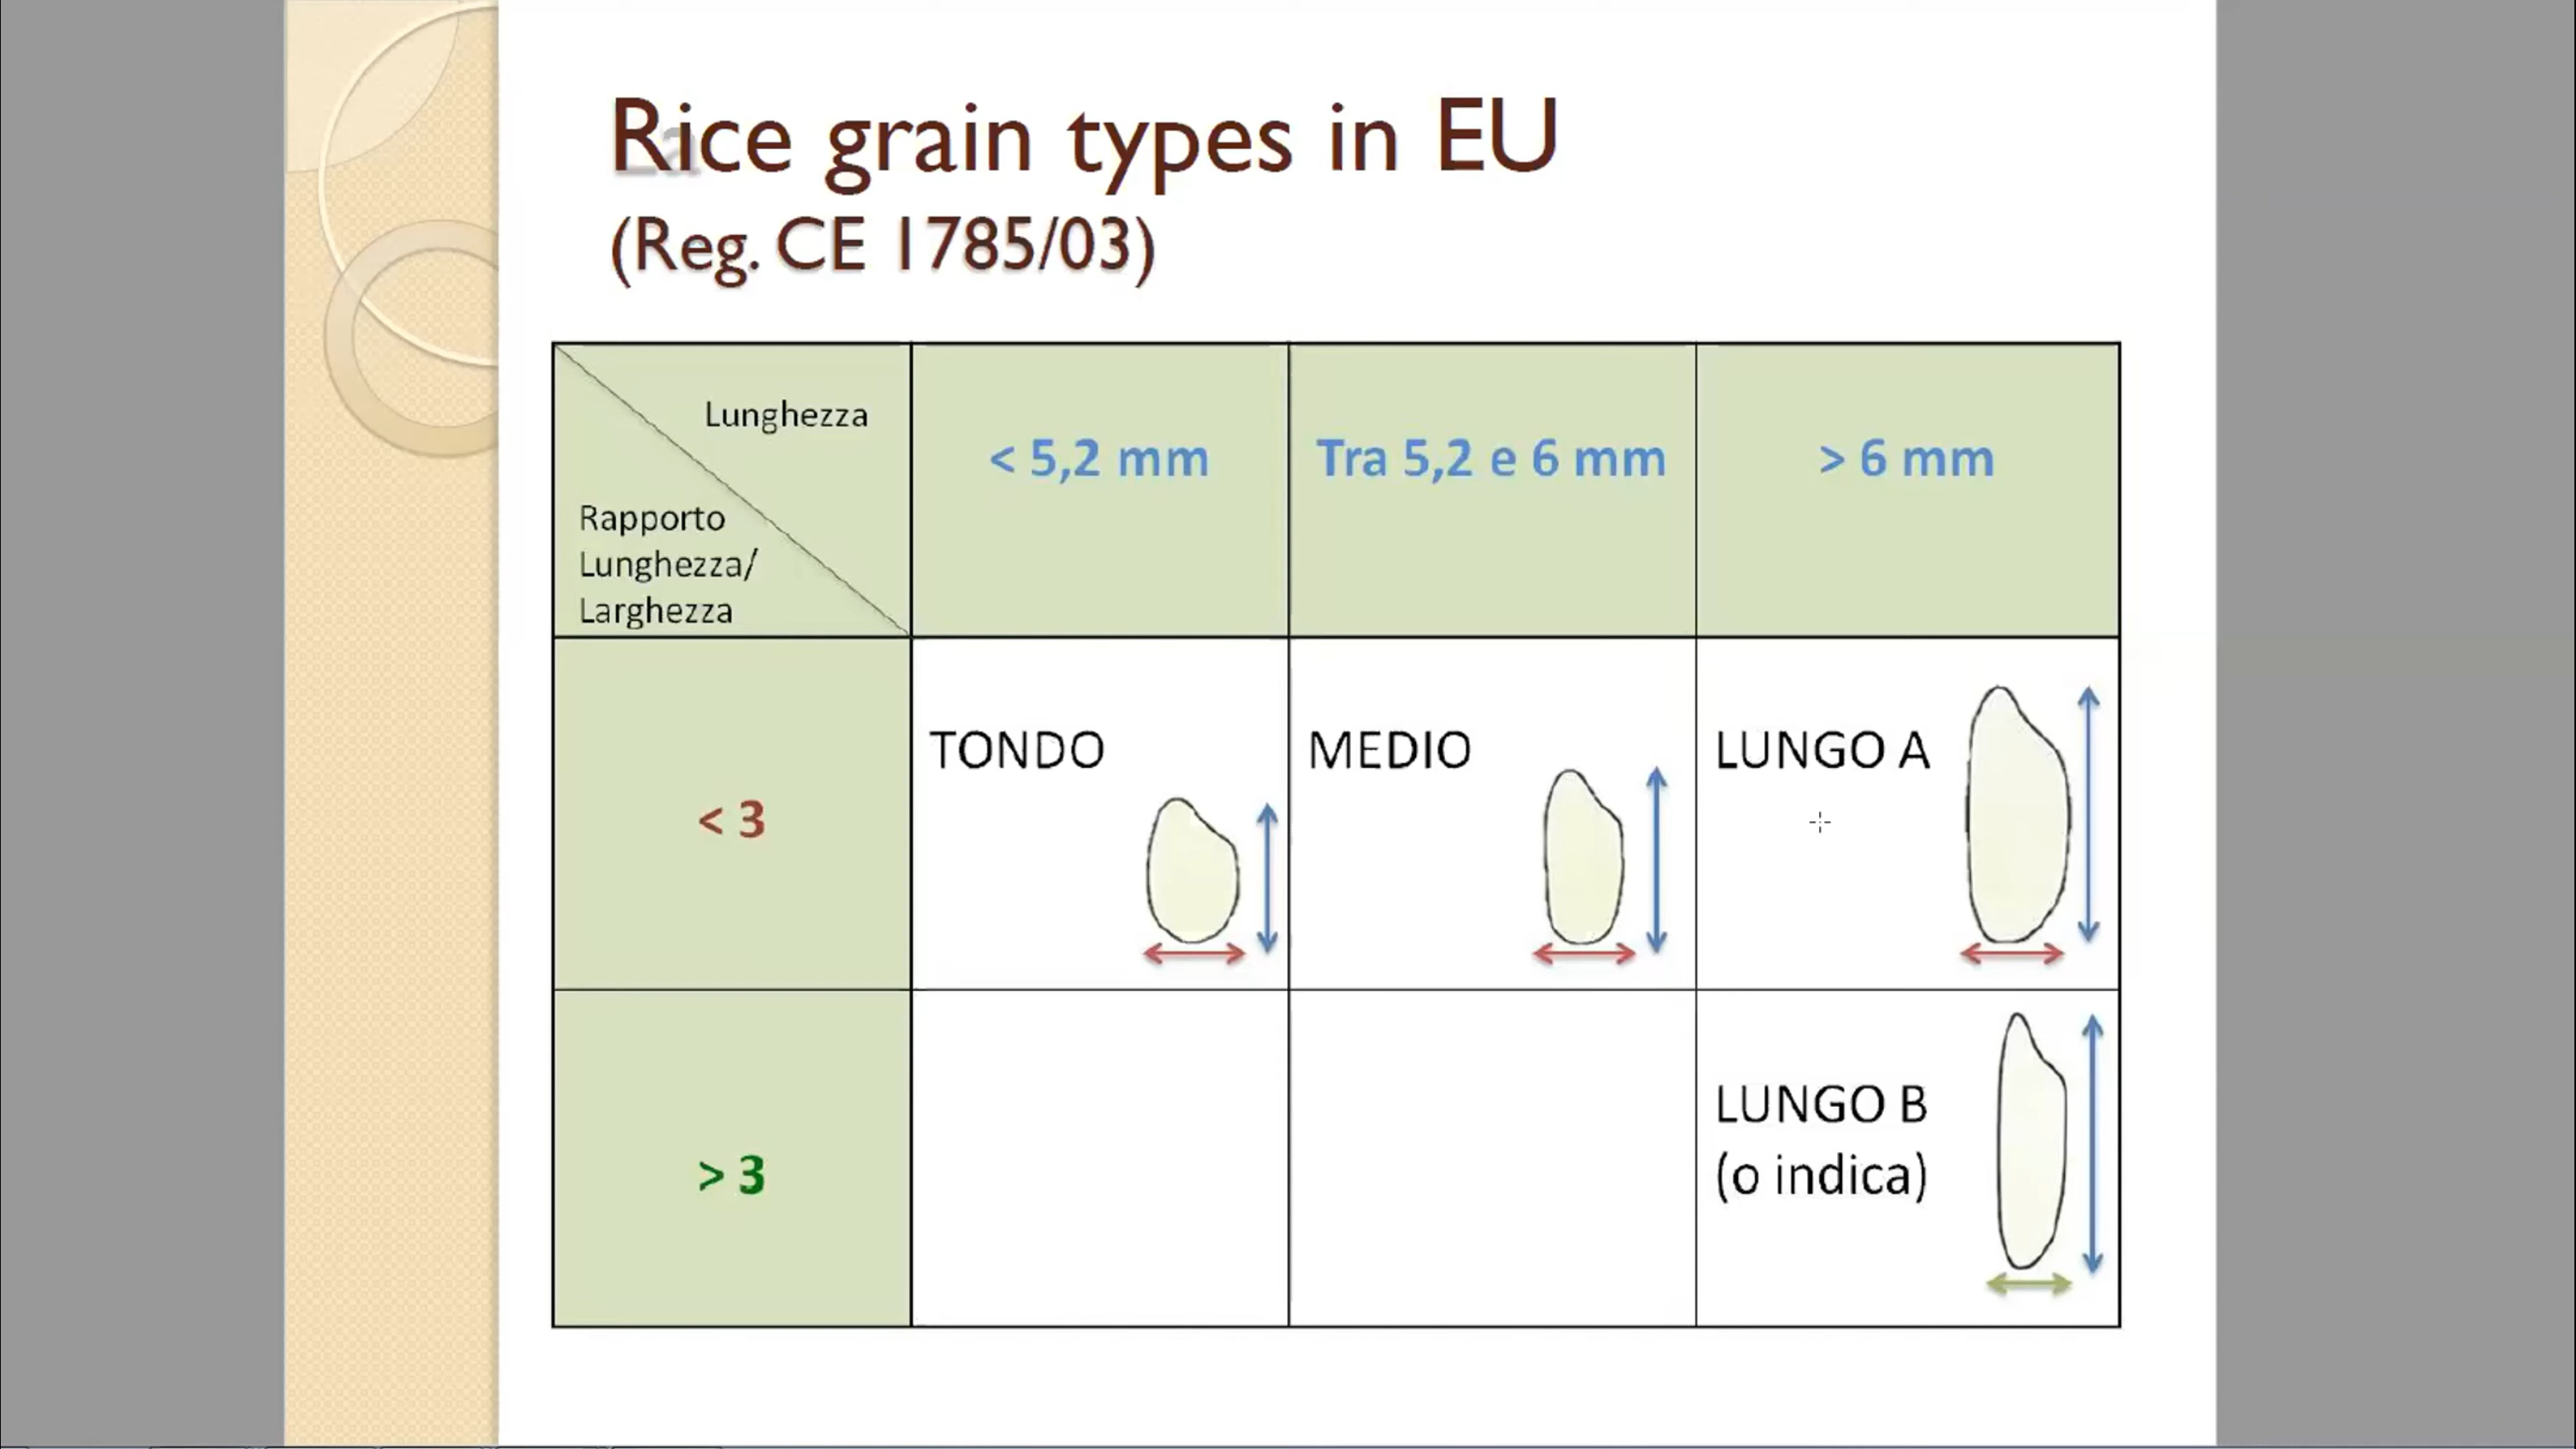 Rice grain types in EU
(Reg. CE 1785/03)
Lunghezza
Rapporto
Lunghezza/
Larghezza
< 5,2 mm
Tra 5,2 e 6 mm
> 6 mm
< 3
TONDO
MEDIO
LUNGO A
> 3
LUNGO B
(o indica)